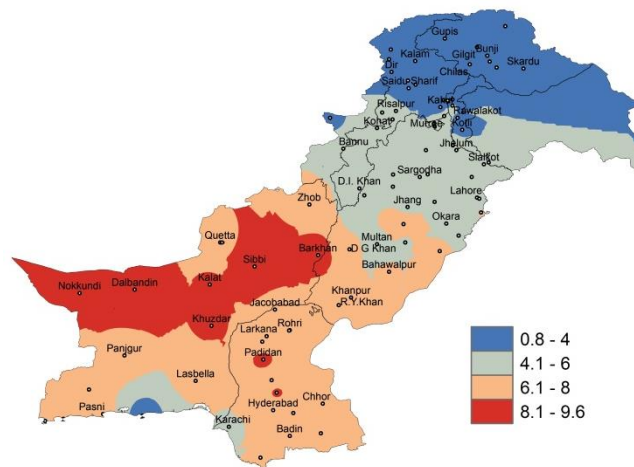 Gupis
Gilgit
Bunji
Kalam
Dir
Chilas
Skardu
Saidu Sharif
Risalpur
Kakul
Rawalakot
Kohat
Kotli
Bannu
Jhelum
Sialkot
D.I. Khan
Sargodha
Lahore
Zhob
Jhang
Okara
Quetta
Multan
D G Khan
Barkhan
Sibbi
Bahawalpur
Kalat
Dalbandin
Nokkundi
Khanpur
R.Y.Khan
Jacobabad
Khuzdar
Larkana
Rohri
Panjgur
Padidan
Lasbella
Pasni
Hyderabad
Chhor
Karachi
Badin
0.8 - 4
4.1 - 6
6.1 - 8
8.1 - 9.6